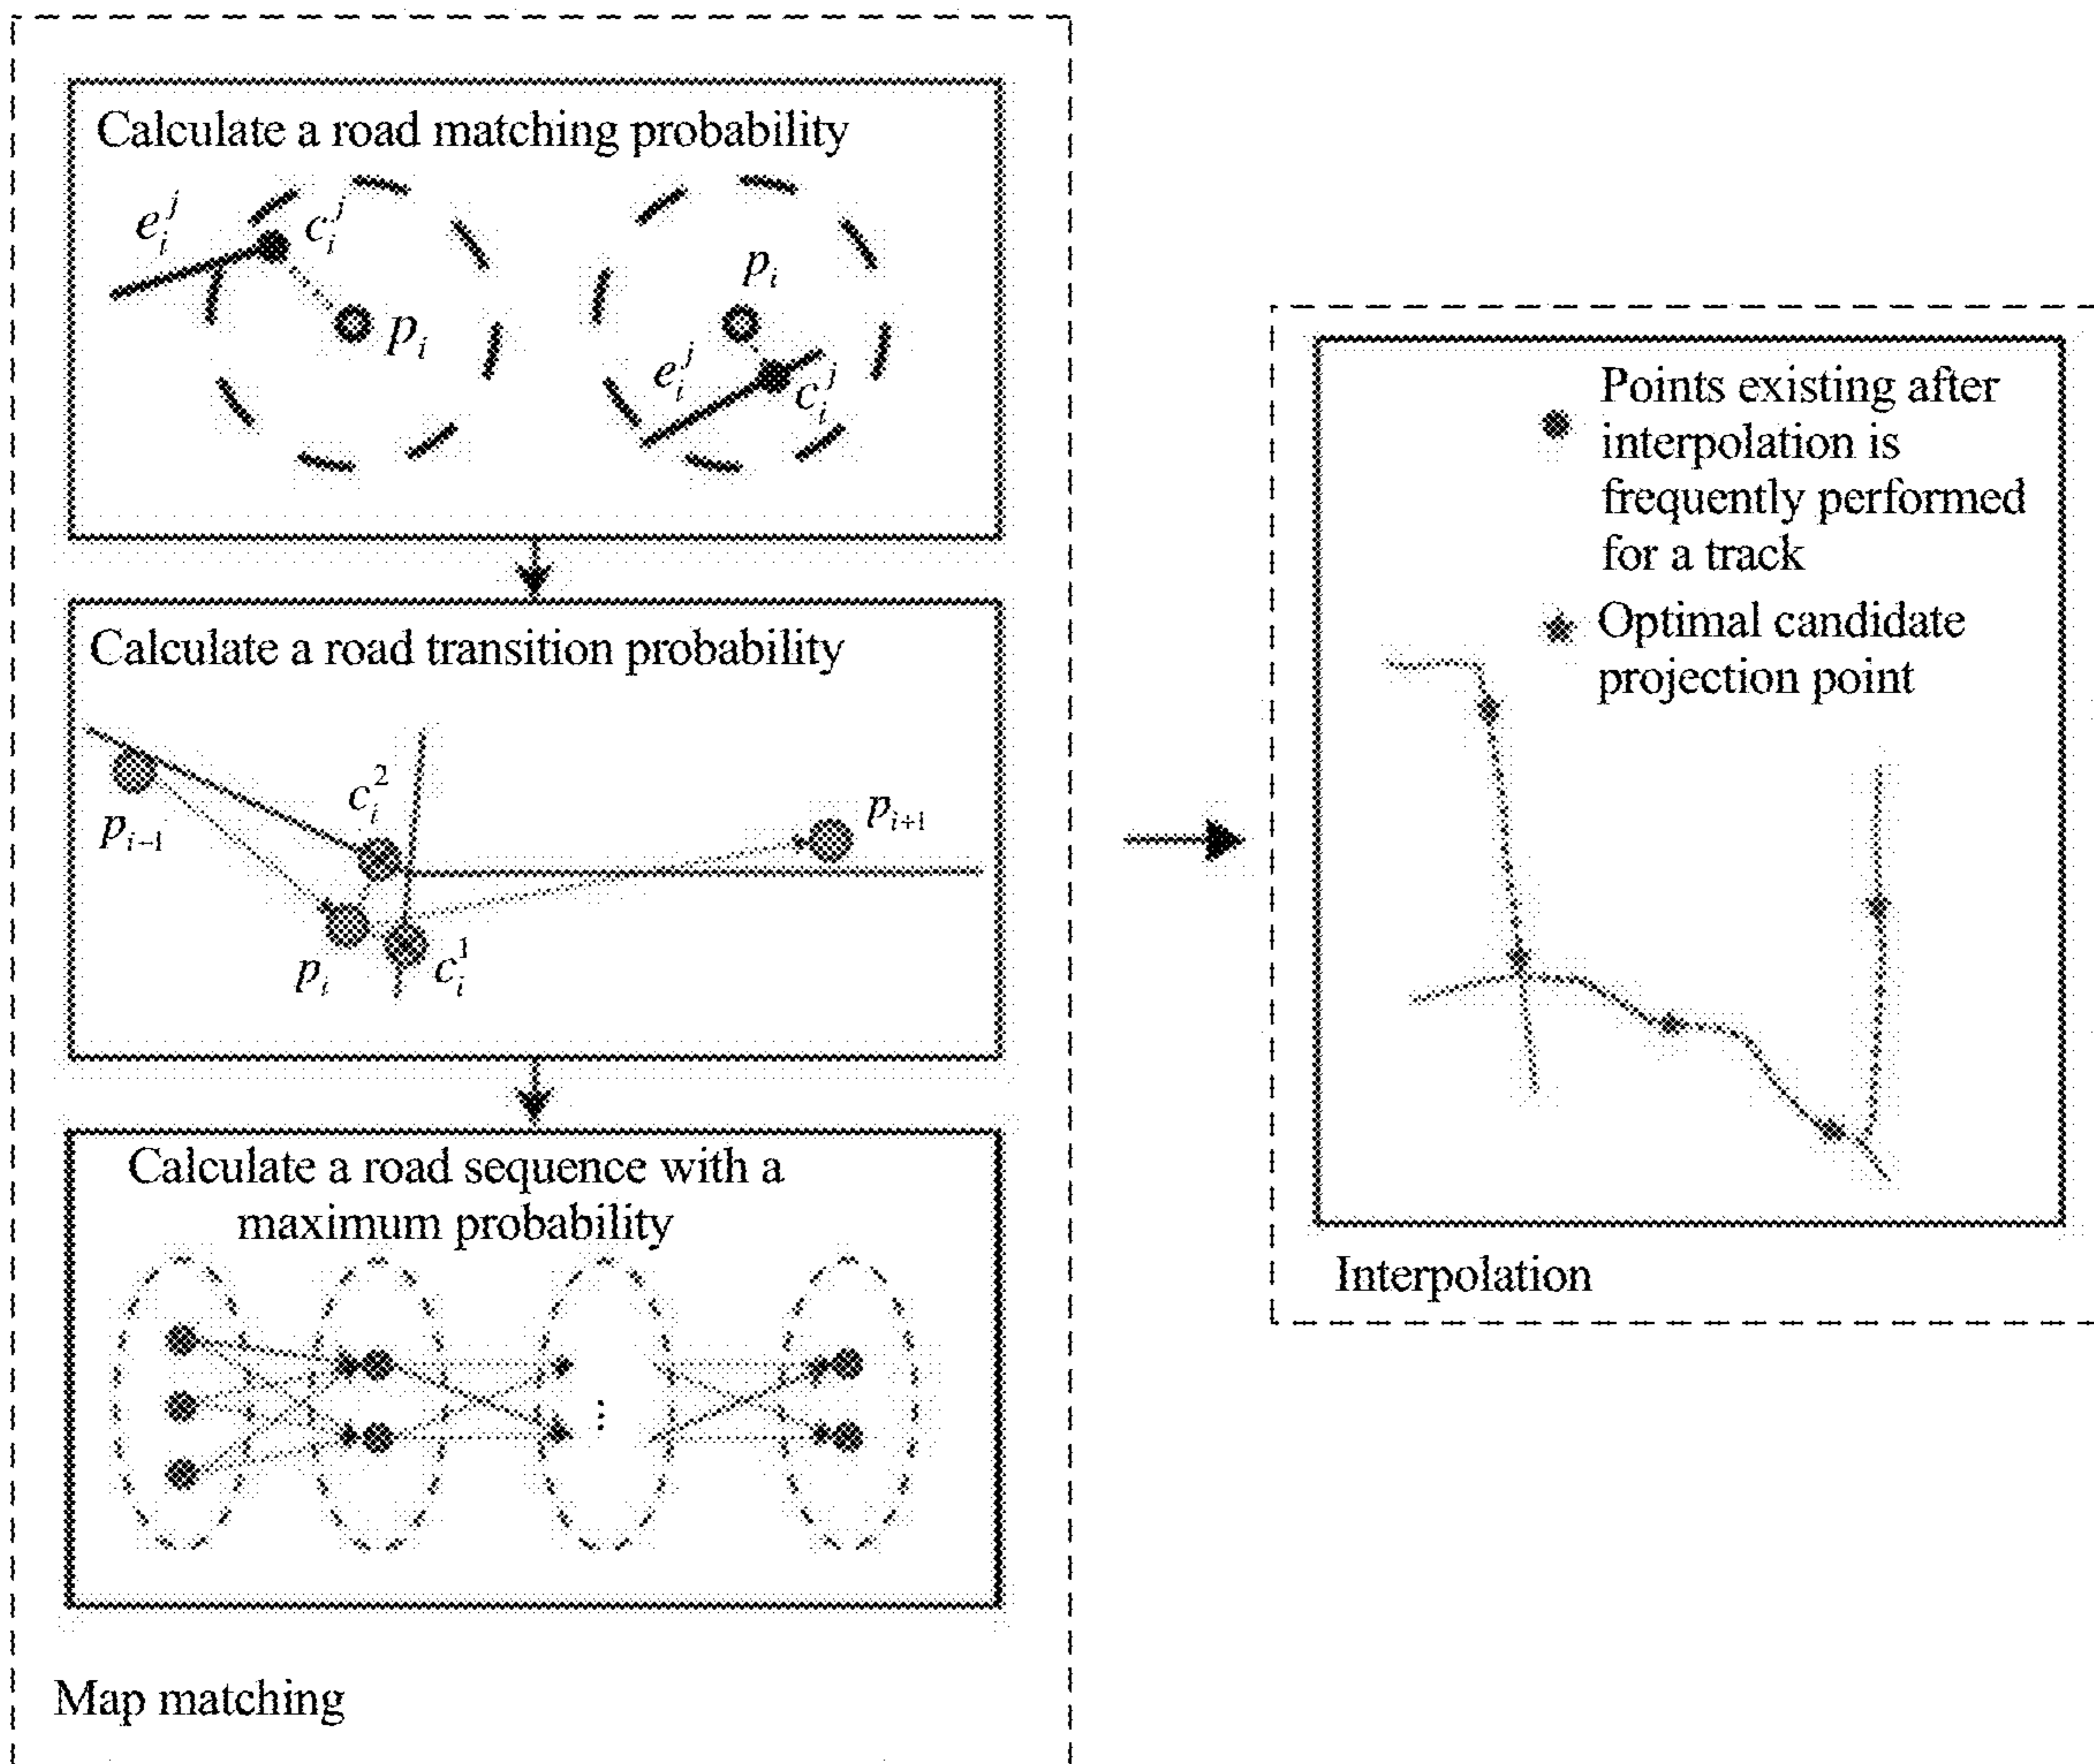 Calculate a road matching probability
e_i^j
c_i^j
p_i
p_i
e_i^j
c_i^j
Calculate a road transition probability
c_i^2
p_{i-1}
p_{i+1}
p_i
c_i^1
Calculate a road sequence with a
maximum probability
⋮
Map matching
Points existing after
interpolation is
frequently performed
for a track
Optimal candidate
projection point
Interpolation